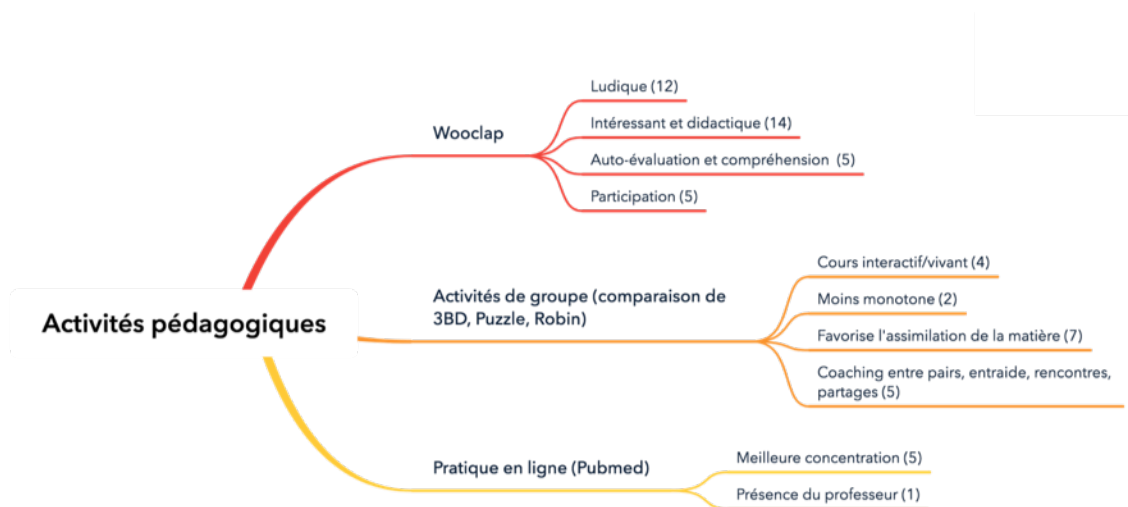 Ludique (12)
Wooclap
Intéressant et didactique (14)
Auto-évaluation et compréhension (5)
Participation (5)
Cours interactif/vivant (4)
Activités de groupe (comparaison de
3BD, Puzzle, Robin)
Moins monotone (2)
Activités pédagogiques
Favorise l'assimilation de la matière (7)
Coaching entre pairs, entraide, rencontres,
partages (5)
Pratique en ligne (Pubmed)
Meilleure concentration (5)
Présence du professeur (1)